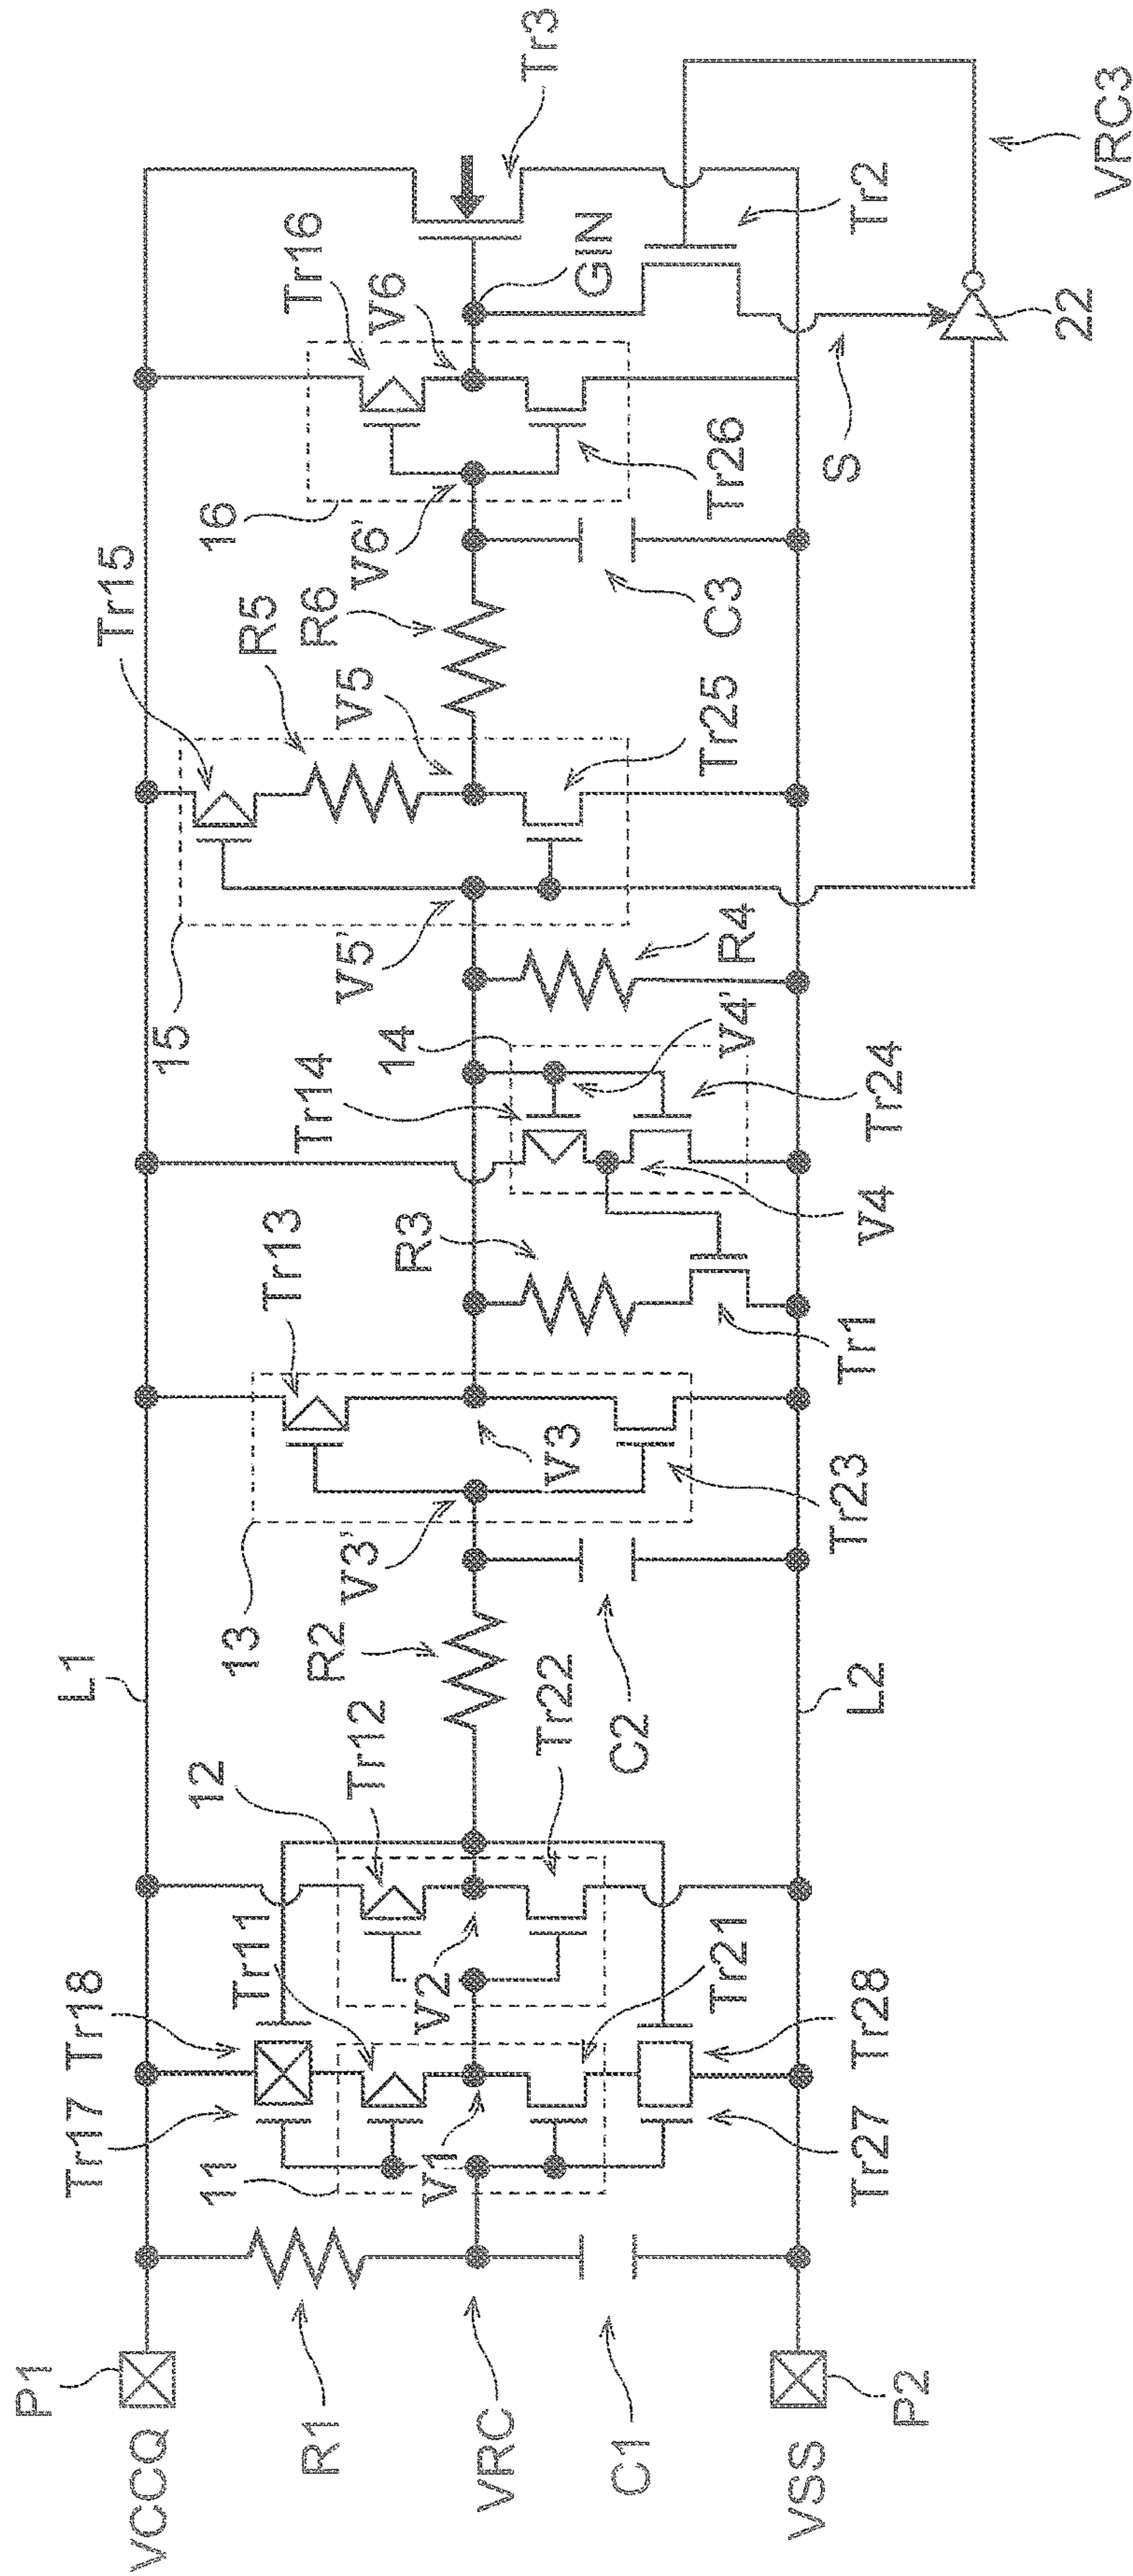 P1
VCCQ
L1
R1
VRC
C1
VSS
P2
L2
Tr17
Tr18
11
V1
Tr11
Tr21
Tr27
Tr28
12
V2
Tr12
Tr22
R2
C2
13
V3'
V3
Tr13
Tr23
R3
Tr1
14
Tr14
V4'
V4
Tr24
R4
15
V5'
Tr15
R5
V5
Tr25
R6
C3
16
V6'
V6
Tr16
Tr26
GIN
Tr3
Tr2
S
22
VRC3